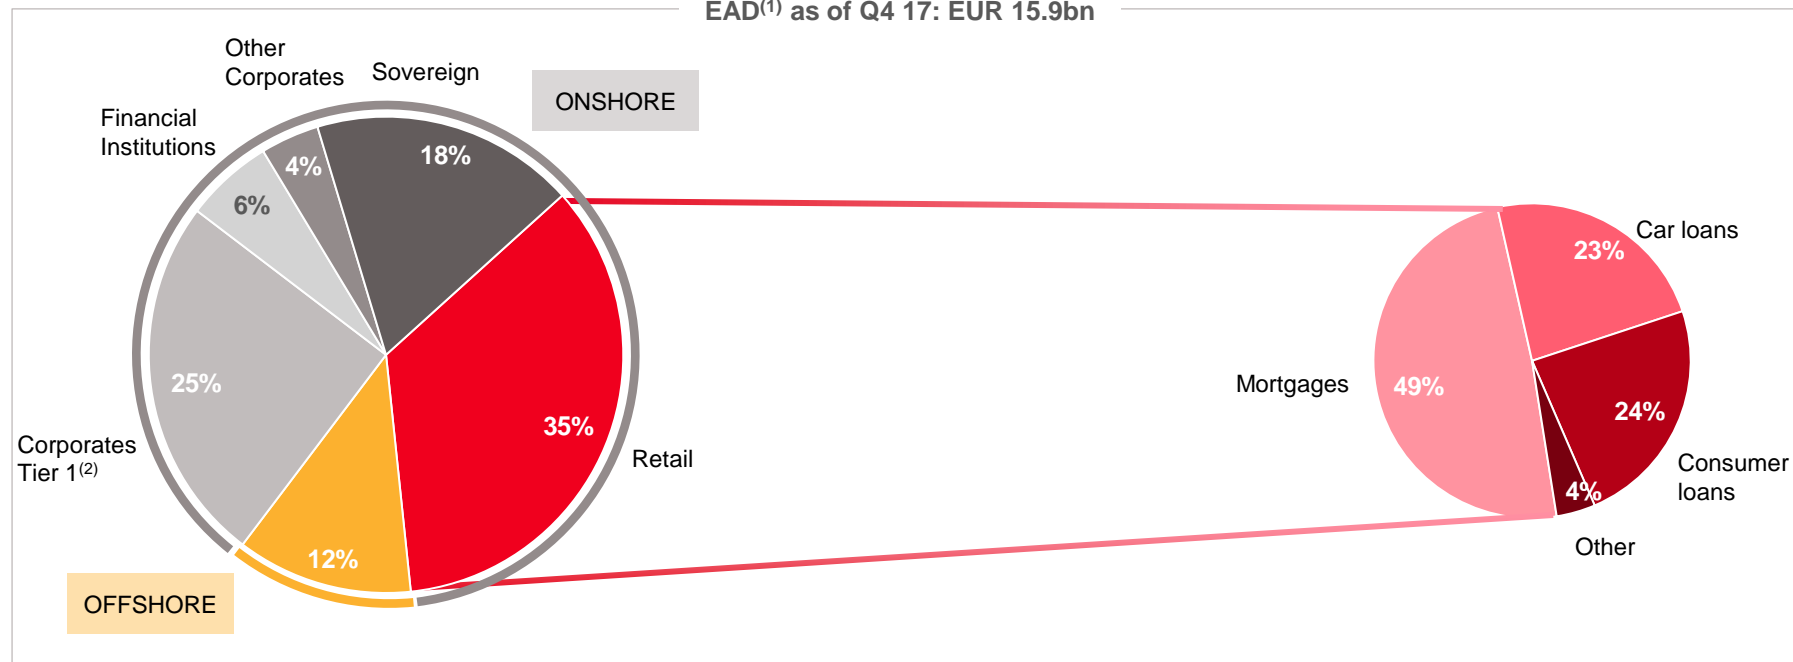 EAD(1) as of Q4 17: EUR 15.9bn
Other
Corporates
Sovereign
ONSHORE
Financial
Institutions
4%
18%
6%
25%
35%
12%
Corporates
Tier 1(2)
Retail
OFFSHORE
Car loans
23%
Mortgages
49%
24%
Consumer
loans
4%
Other